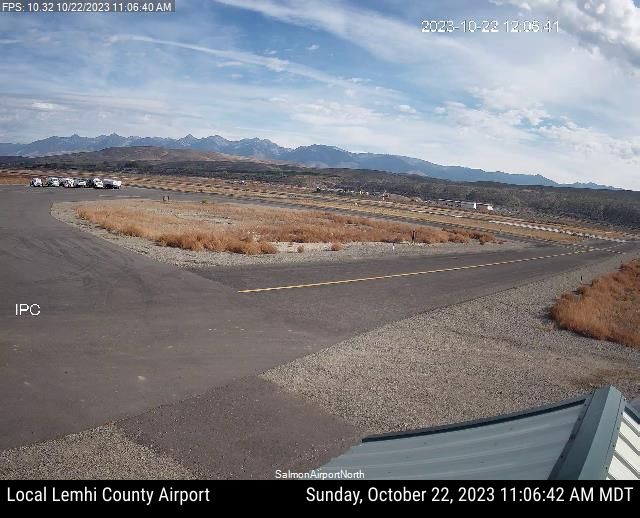 FPS: 10.32 10/22/2023 11:06:40 AM
2023-10-22 12:06:41
IPC
SalmonAirportNorth
Local Lemhi County Airport
Sunday, October 22, 2023 11:06:42 AM MDT